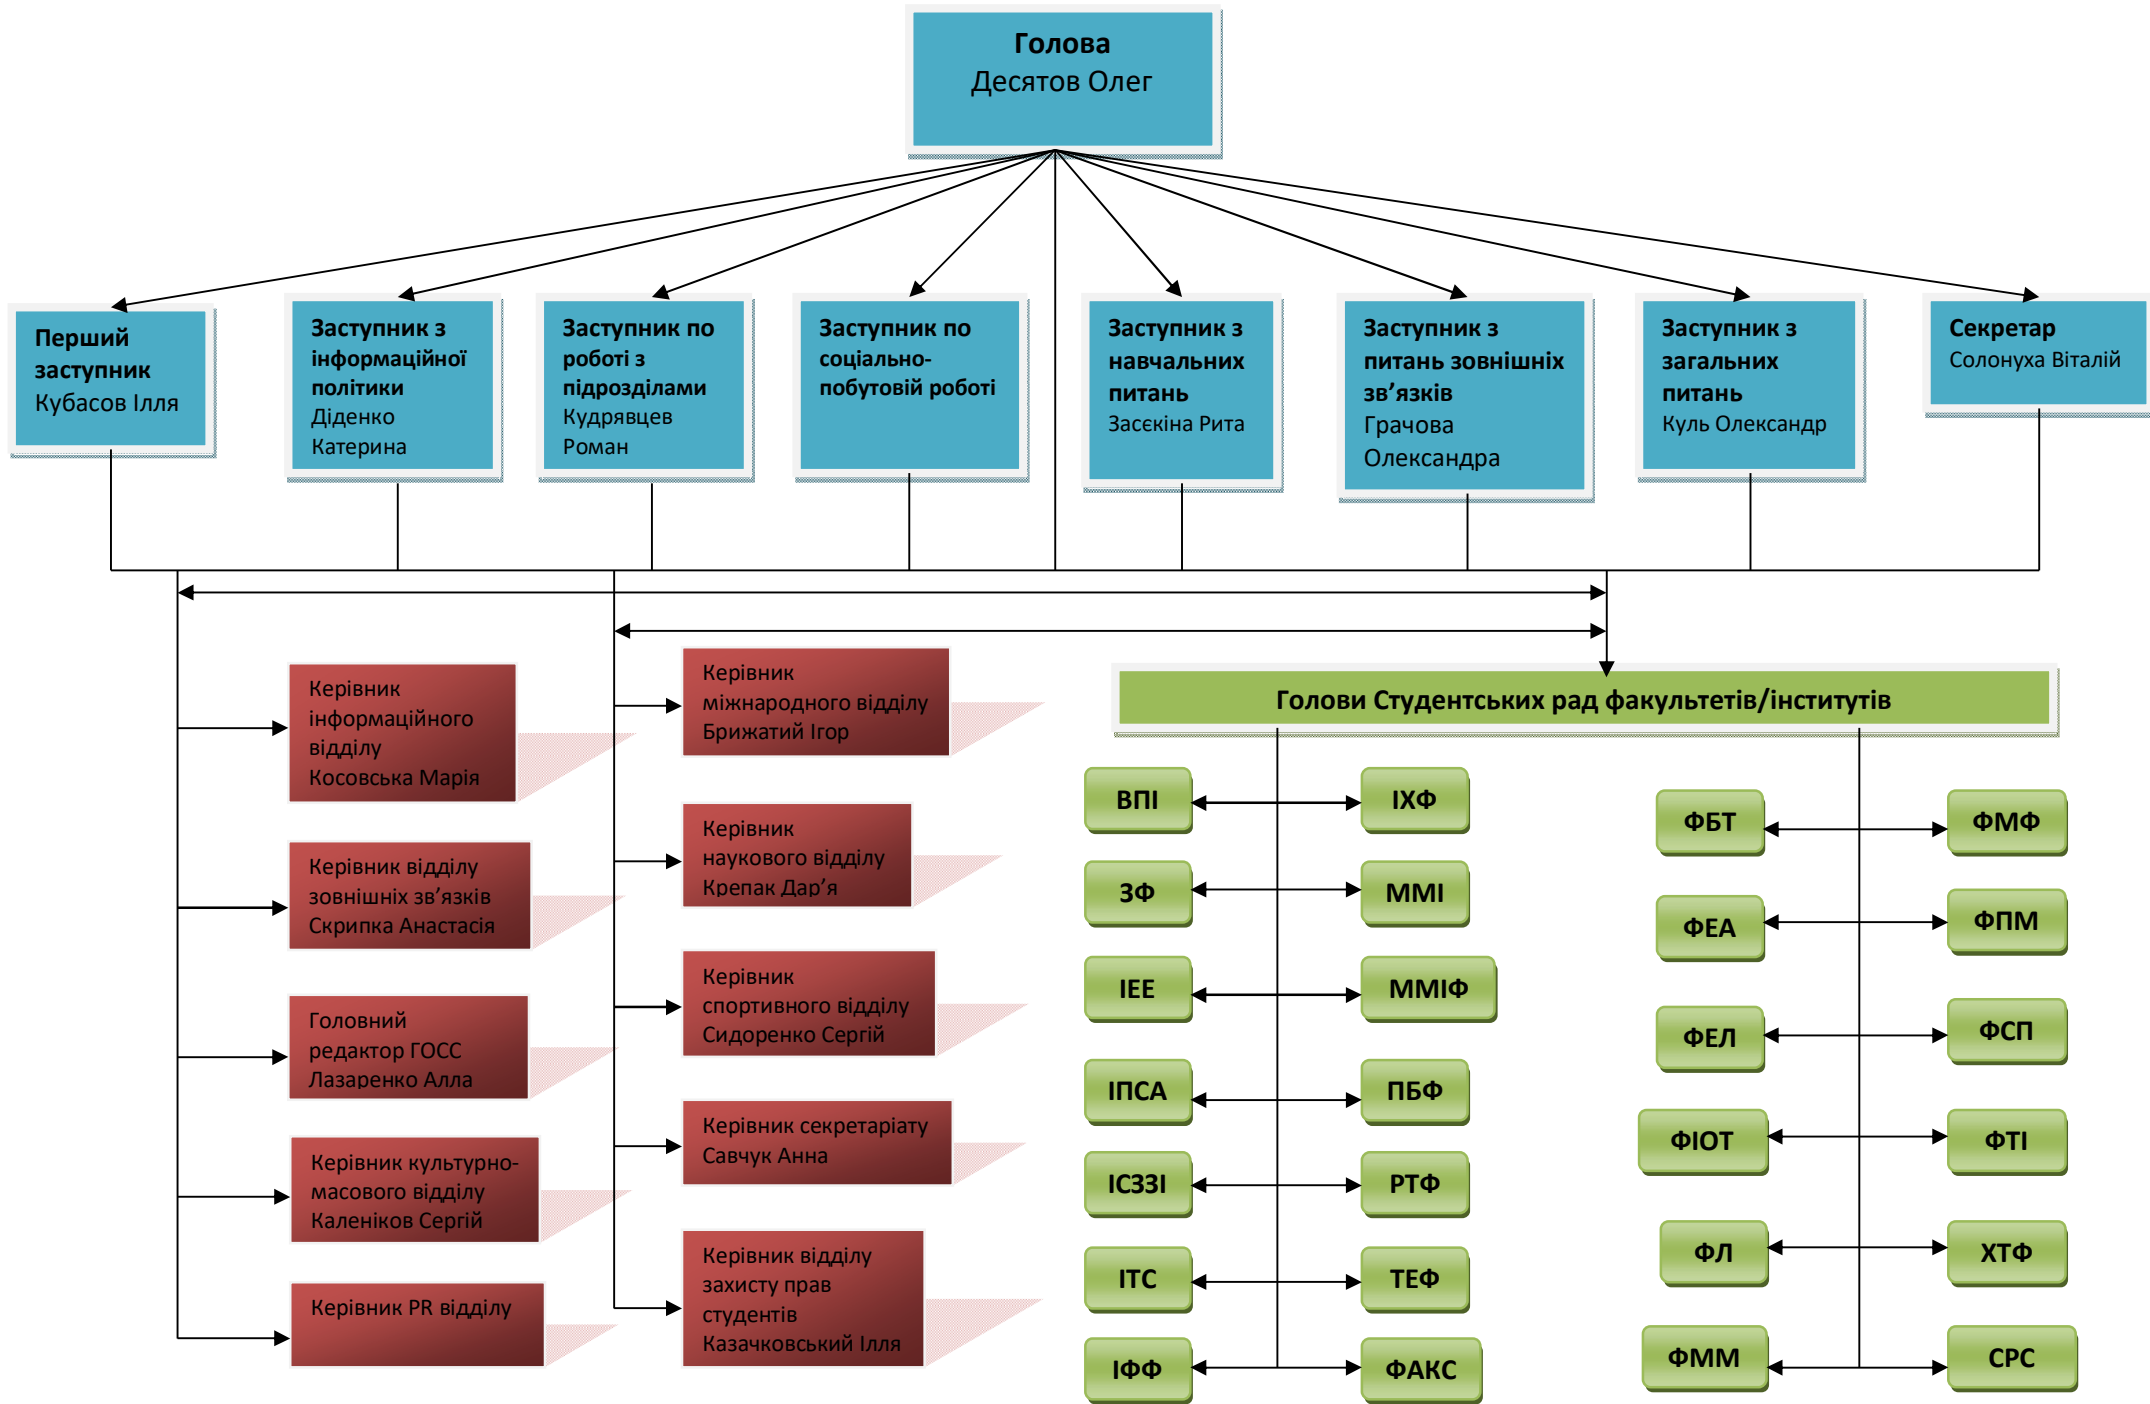 Голова
Десятов Олег
Перший
заступник
Кубасов Ілля
Заступник з
інформаційної
політики
Діденко
Катерина
Заступник по
роботі з
підрозділами
Кудрявцев
Роман
Заступник по
соціально-
побутовій роботі
Заступник з
навчальних
питань
Засєкіна Рита
Заступник з
питань зовнішніх
зв’язків
Грачова
Олександра
Заступник з
загальних
питань
Куль Олександр
Секретар
Солонуха Віталій
Керівник
інформаційного
відділу
Косовська Марія
Керівник відділу
зовнішніх зв’язків
Скрипка Анастасія
Головний
редактор ГОСС
Лазаренко Алла
Керівник культурно-
масового відділу
Каленіков Сергій
Керівник PR відділу
Керівник
міжнародного відділу
Брижатий Ігор
Керівник
наукового відділу
Крепак Дар’я
Керівник
спортивного відділу
Сидоренко Сергій
Керівник секретаріату
Савчук Анна
Керівник відділу
захисту прав
студентів
Казачковський Ілля
Голови Студентських рад факультетів/інститутів
ВПІ
ІХФ
ЗФ
ММІ
ІЕЕ
ММІФ
ІПСА
ПБФ
ІСЗЗІ
РТФ
ІТС
ТЕФ
ІФФ
ФАКС
ФБТ
ФМФ
ФЕА
ФПМ
ФЕЛ
ФСП
ФІОТ
ФТІ
ФЛ
ХТФ
ФММ
СРС